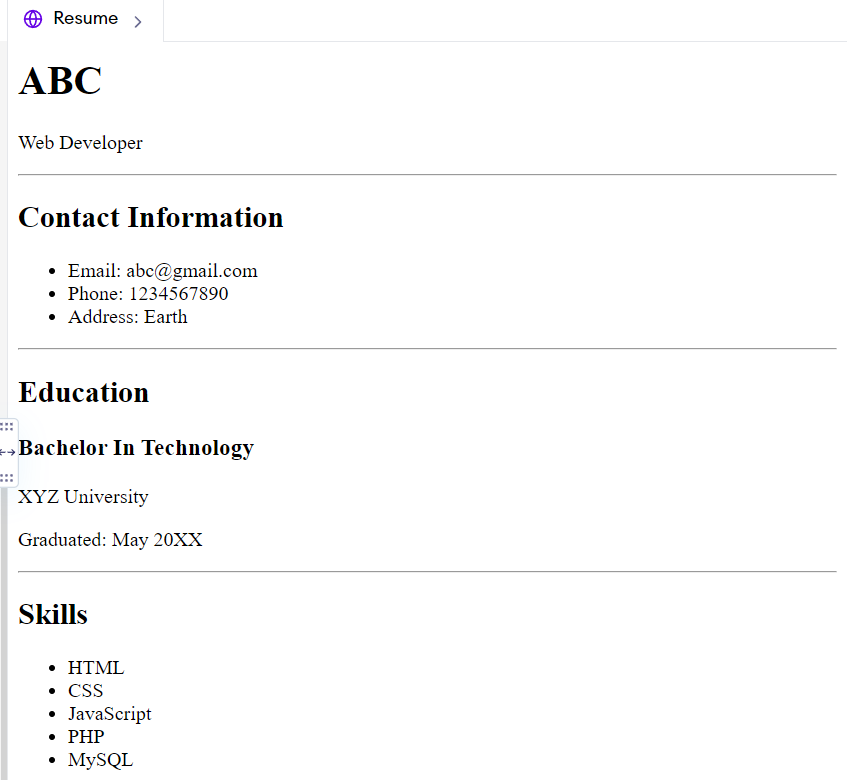 Resume
ABC
Web Developer
Contact Information
Email: abc@gmail.com
Phone: 1234567890
Address: Earth
Education
Bachelor In Technology
XYZ University
Graduated: May 20XX
Skills
HTML
CSS
JavaScript
PHP
MySQL